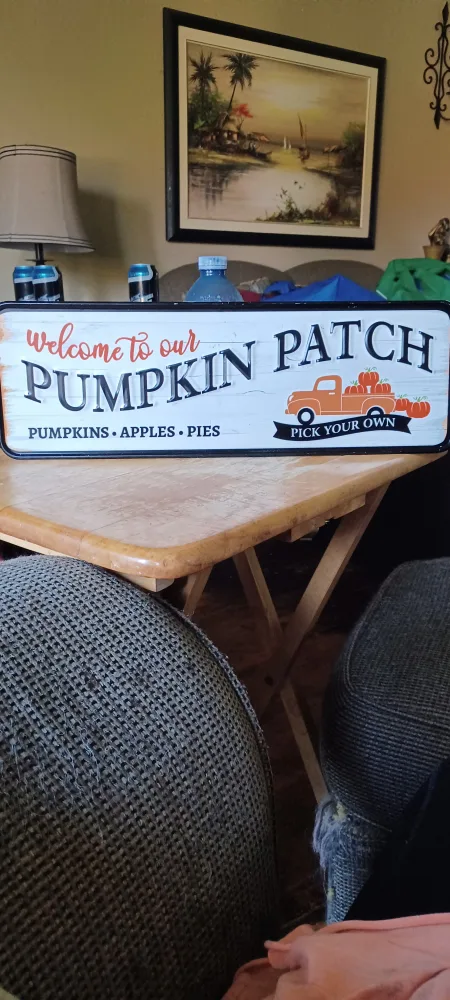 welcome to our
PUMPKIN PATCH
PUMPKINS • APPLES • PIES
PICK YOUR OWN